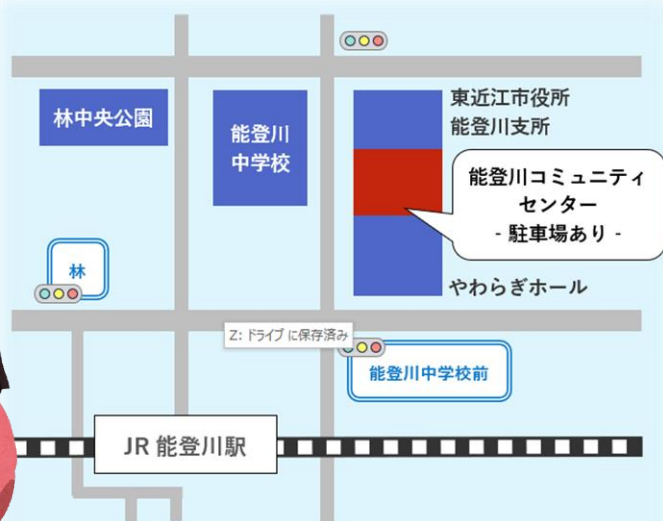 林中央公園
能登川
中学校
東近江市役所
能登川支所
能登川コミュニティ
センター
- 駐車場あり -
やわらぎホール
林
Z: ドライブ に保存済み
能登川中学校前
JR 能登川駅